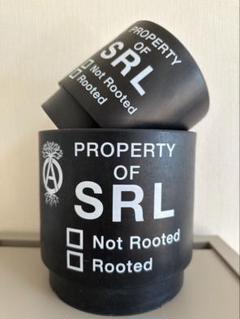 PROPERTY
OF
SRL
☐ Not Rooted
☐ Rooted
PROPERTY
OF
SRL
☐ Not Rooted
☐ Rooted